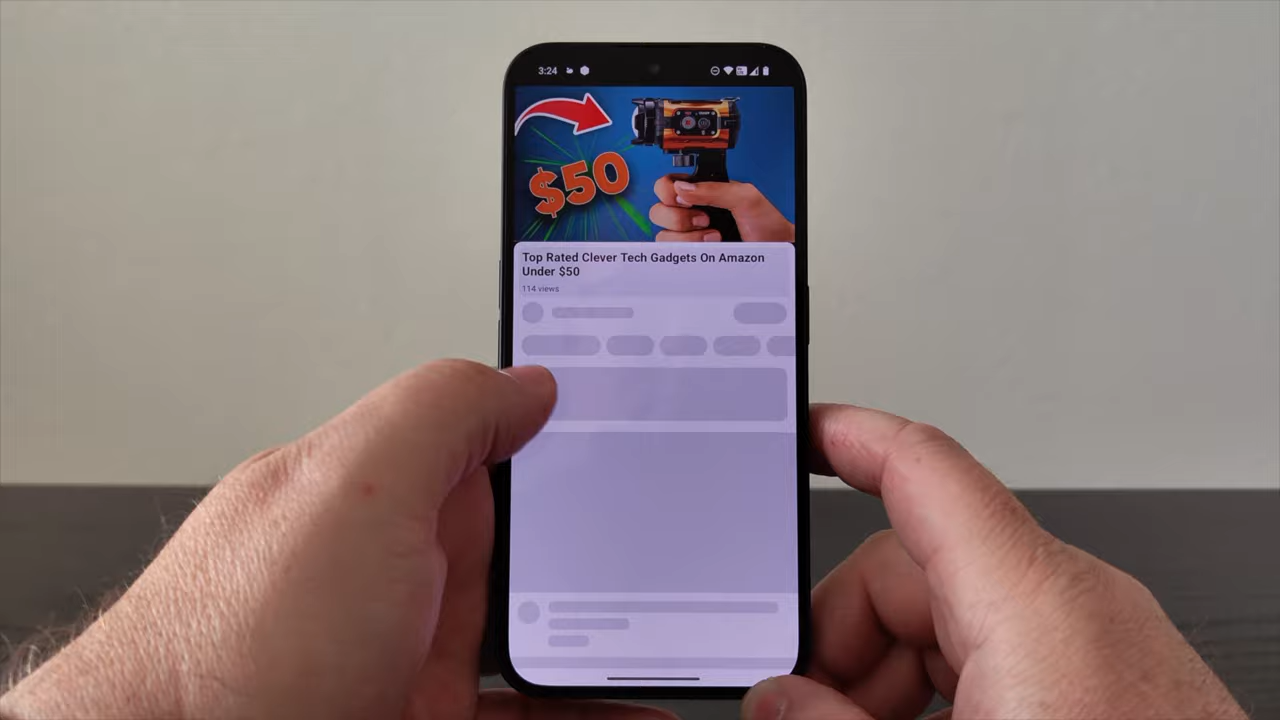 3:24
$50
Top Rated Clever Tech Gadgets On Amazon
Under $50
114 views